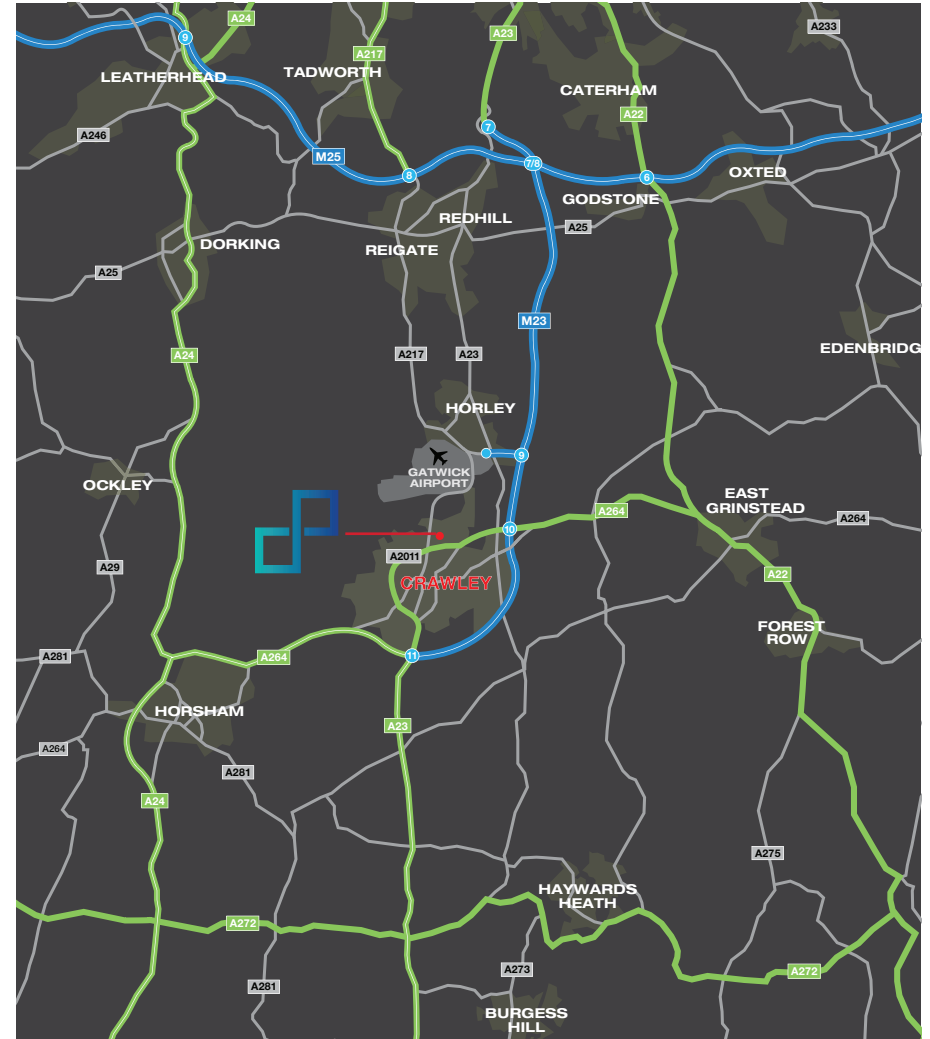 A24
A23
A233
9
A217
TADWORTH
LEATHERHEAD
CATERHAM
A22
7
A246
M25
7/8
8
6
OXTED
GODSTONE
REDHILL
A25
DORKING
REIGATE
A25
M23
EDENBRIDG
A24
A217
A23
HORLEY
9
GATWICK
AIRPORT
OCKLEY
EAST
GRINSTEAD
A264
A264
10
A2011
A29
A22
CRAWLEY
FOREST
ROW
A281
A264
11
HORSHAM
A23
A264
A281
A24
A275
HAYWARDS
HEATH
A272
A273
A272
A281
BURGESS
HILL